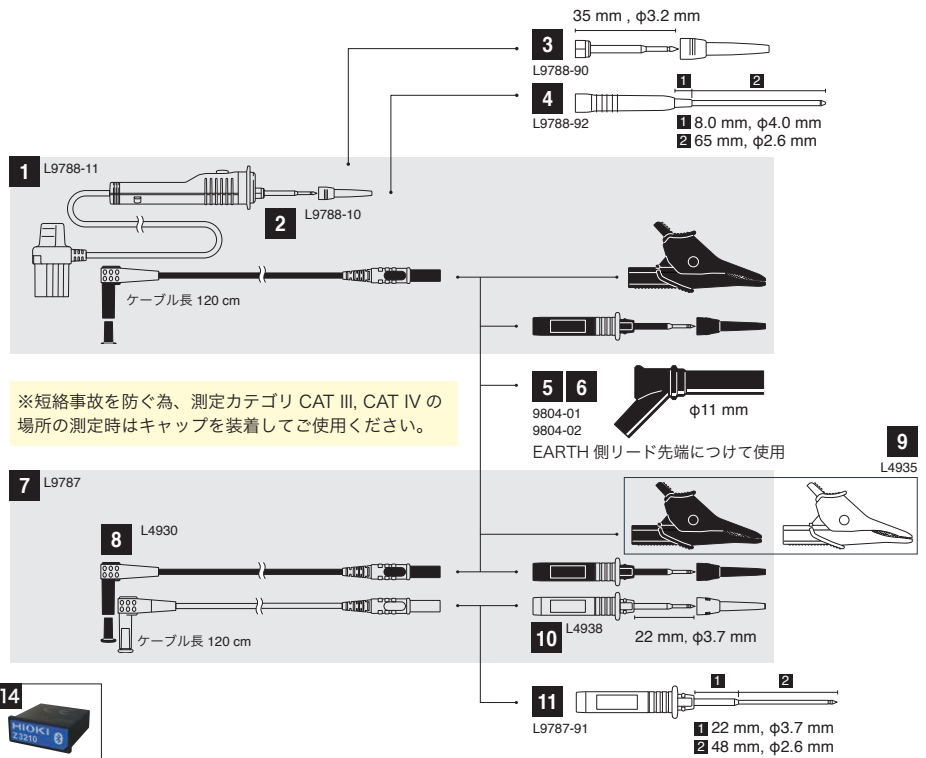 35 mm , φ3.2 mm
3
L9788-90
1 2
4
L9788-92
1 8.0 mm, φ4.0 mm
2 65 mm, φ2.6 mm
1 L9788-11
2 L9788-10
ケーブル長 120 cm
※短絡事故を防ぐ為、測定カテゴリ CAT III, CAT IV の
場所の測定時はキャップを装着してご使用ください。
5 6
9804-01
9804-02
φ11 mm
EARTH 側リード先端につけて使用
9
L4935
7 L9787
8 L4930
ケーブル長 120 cm
10 L4938
22 mm, φ3.7 mm
1 2
11
L9787-91
1 22 mm, φ3.7 mm
2 48 mm, φ2.6 mm
14
HIOKI
Z3210